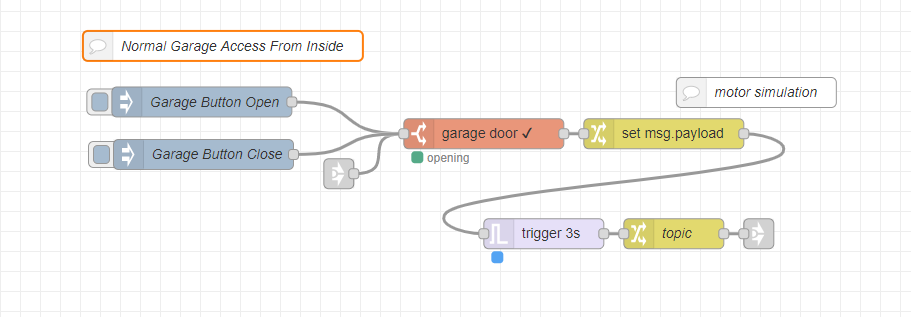 Normal Garage Access From Inside
motor simulation
Garage Button Open
garage door ✓
set msg.payload
Garage Button Close
opening
trigger 3s
topic